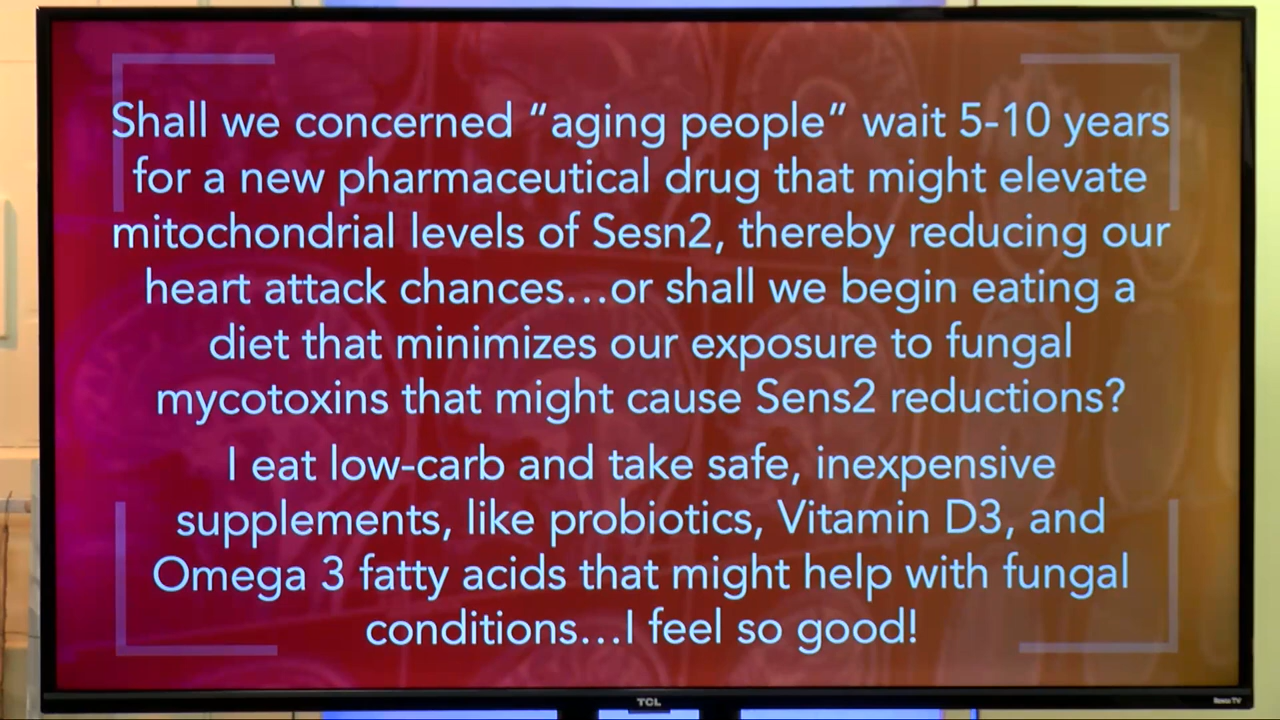 Shall we concerned “aging people” wait 5-10 years
for a new pharmaceutical drug that might elevate
mitochondrial levels of Sesn2, thereby reducing our
heart attack chances...or shall we begin eating a
diet that minimizes our exposure to fungal
mycotoxins that might cause Sens2 reductions?
I eat low-carb and take safe, inexpensive
supplements, like probiotics, Vitamin D3, and
Omega 3 fatty acids that might help with fungal
conditions...I feel so good!
TCL
Roku TV